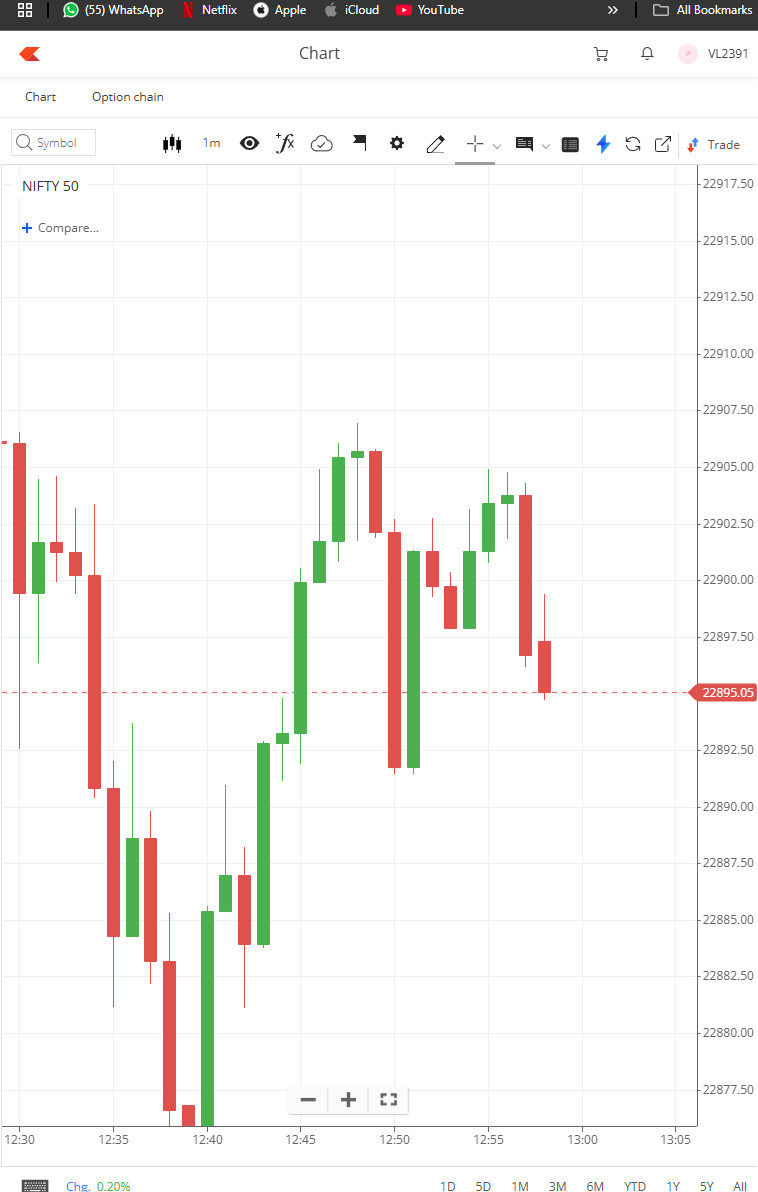 (55) WhatsApp Netflix Apple iCloud YouTube » All Bookmarks
Chart VL2391
Chart Option chain
Symbol 1m Trade
NIFTY 50
+ Compare...
22917.50
22915.00
22912.50
22910.00
22907.50
22905.00
22902.50
22900.00
22897.50
22895.05
22892.50
22890.00
22887.50
22885.00
22882.50
22880.00
22877.50
12:30 12:35 12:40 12:45 12:50 12:55 13:00 13:05
Chg. 0.20% 1D 5D 1M 3M 6M YTD 1Y 5Y All